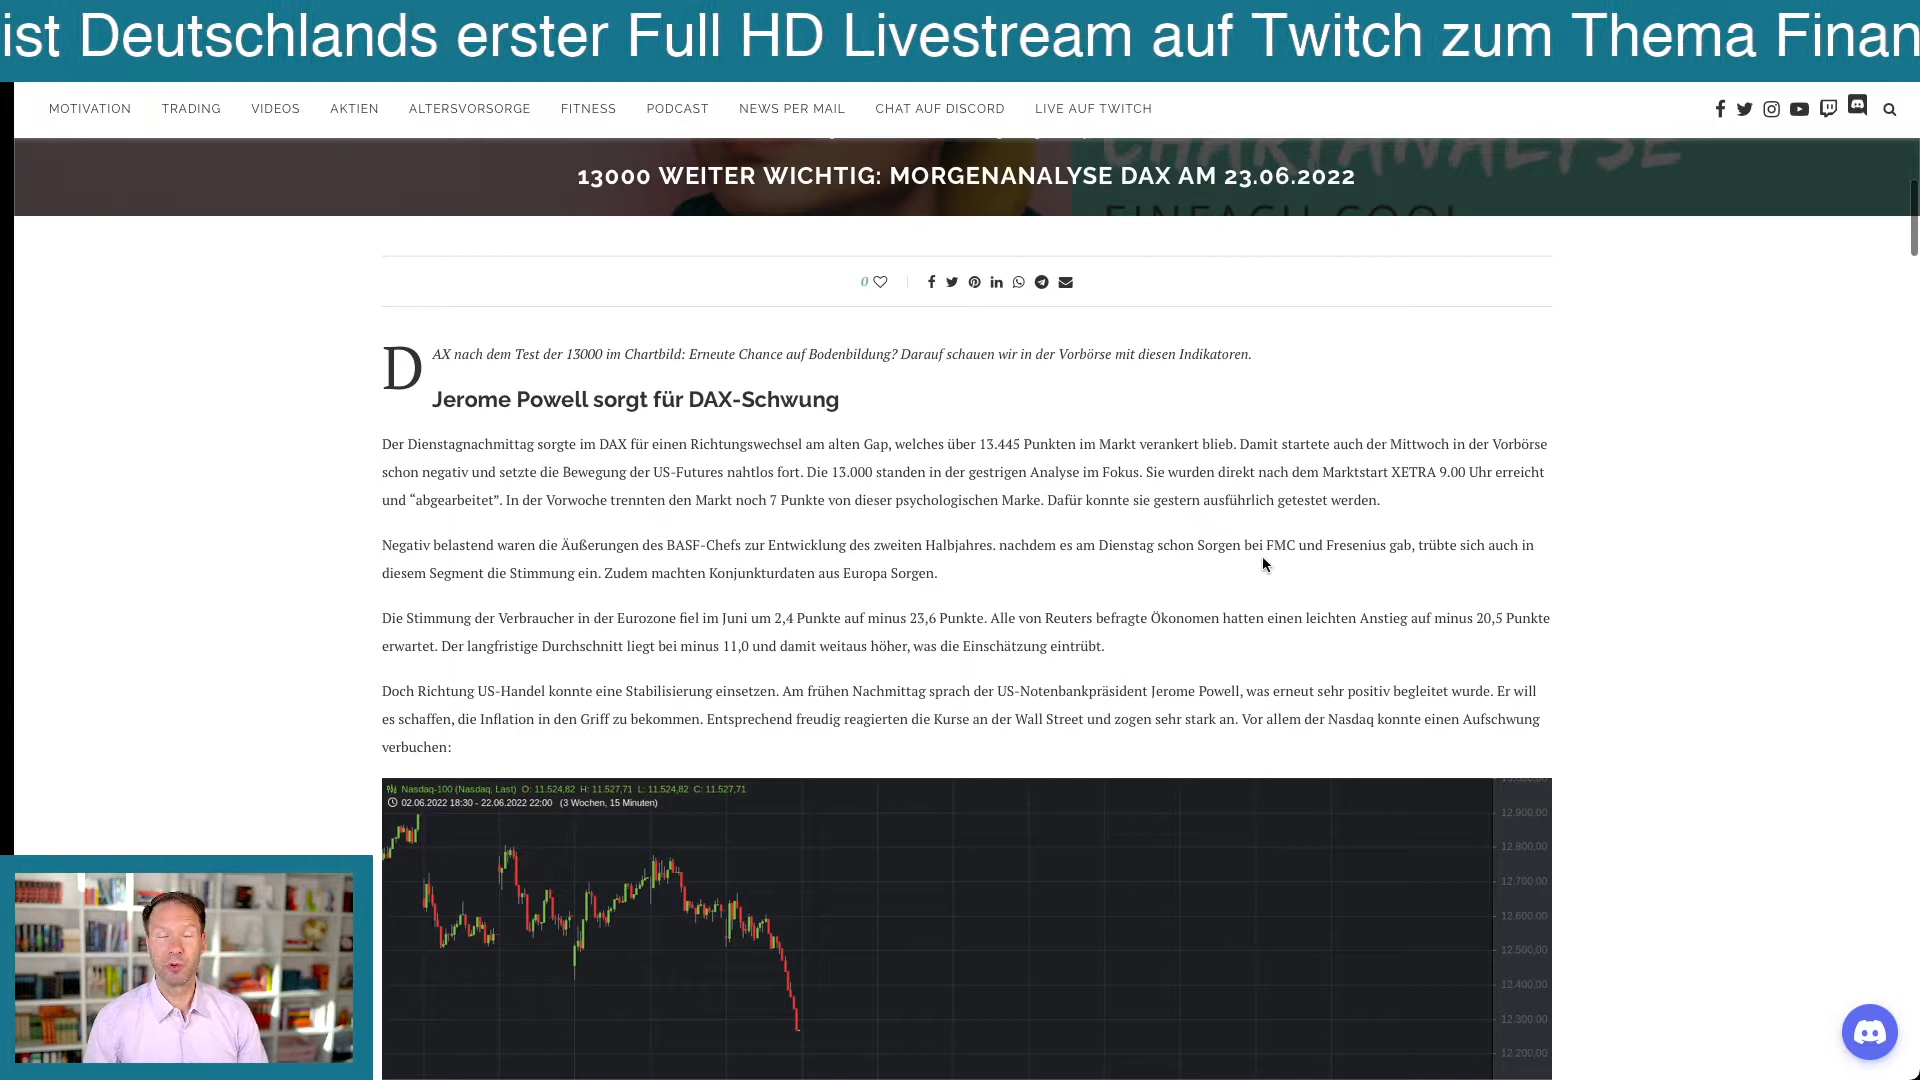 ist Deutschlands erster Full HD Livestream auf Twitch zum Thema Finan
MOTIVATION TRADING VIDEOS AKTIEN ALTERSVORSORGE FITNESS PODCAST NEWS PER MAIL CHAT AUF DISCORD LIVE AUF TWITCH
CHARTANALYSE
13000 WEITER WICHTIG: MORGENANALYSE DAX AM 23.06.2022
EINFACH COOL
0
DAX nach dem Test der 13000 im Chartbild: Erneute Chance auf Bodenbildung? Darauf schauen wir in der Vorbörse mit diesen Indikatoren.
Jerome Powell sorgt für DAX-Schwung
Der Dienstagnachmittag sorgte im DAX für einen Richtungswechsel am alten Gap, welches über 13.445 Punkten im Markt verankert blieb. Damit startete auch der Mittwoch in der Vorbörse
schon negativ und setzte die Bewegung der US-Futures nahtlos fort. Die 13.000 standen in der gestrigen Analyse im Fokus. Sie wurden direkt nach dem Marktstart XETRA 9.00 Uhr erreicht
und “abgearbeitet”. In der Vorwoche trennten den Markt noch 7 Punkte von dieser psychologischen Marke. Dafür konnte sie gestern ausführlich getestet werden.
Negativ belastend waren die Äußerungen des BASF-Chefs zur Entwicklung des zweiten Halbjahres. nachdem es am Dienstag schon Sorgen bei FMC und Fresenius gab, trübte sich auch in
diesem Segment die Stimmung ein. Zudem machten Konjunkturdaten aus Europa Sorgen.
Die Stimmung der Verbraucher in der Eurozone fiel im Juni um 2,4 Punkte auf minus 23,6 Punkte. Alle von Reuters befragte Ökonomen hatten einen leichten Anstieg auf minus 20,5 Punkte
erwartet. Der langfristige Durchschnitt liegt bei minus 11,0 und damit weitaus höher, was die Einschätzung eintrübt.
Doch Richtung US-Handel konnte eine Stabilisierung einsetzen. Am frühen Nachmittag sprach der US-Notenbankpräsident Jerome Powell, was erneut sehr positiv begleitet wurde. Er will
es schaffen, die Inflation in den Griff zu bekommen. Entsprechend freudig reagierten die Kurse an der Wall Street und zogen sehr stark an. Vor allem der Nasdaq konnte einen Aufschwung
verbuchen:
Nasdaq-100 (Nasdaq, Last) O: 11.524,82 H: 11.527,71 L: 11.524,82 C: 11.527,71
02.06.2022 18:30 - 22.06.2022 22:00 (3 Wochen, 15 Minuten)
12.900,00
12.800,00
12.700,00
12.600,00
12.500,00
12.400,00
12.300,00
12.200,00